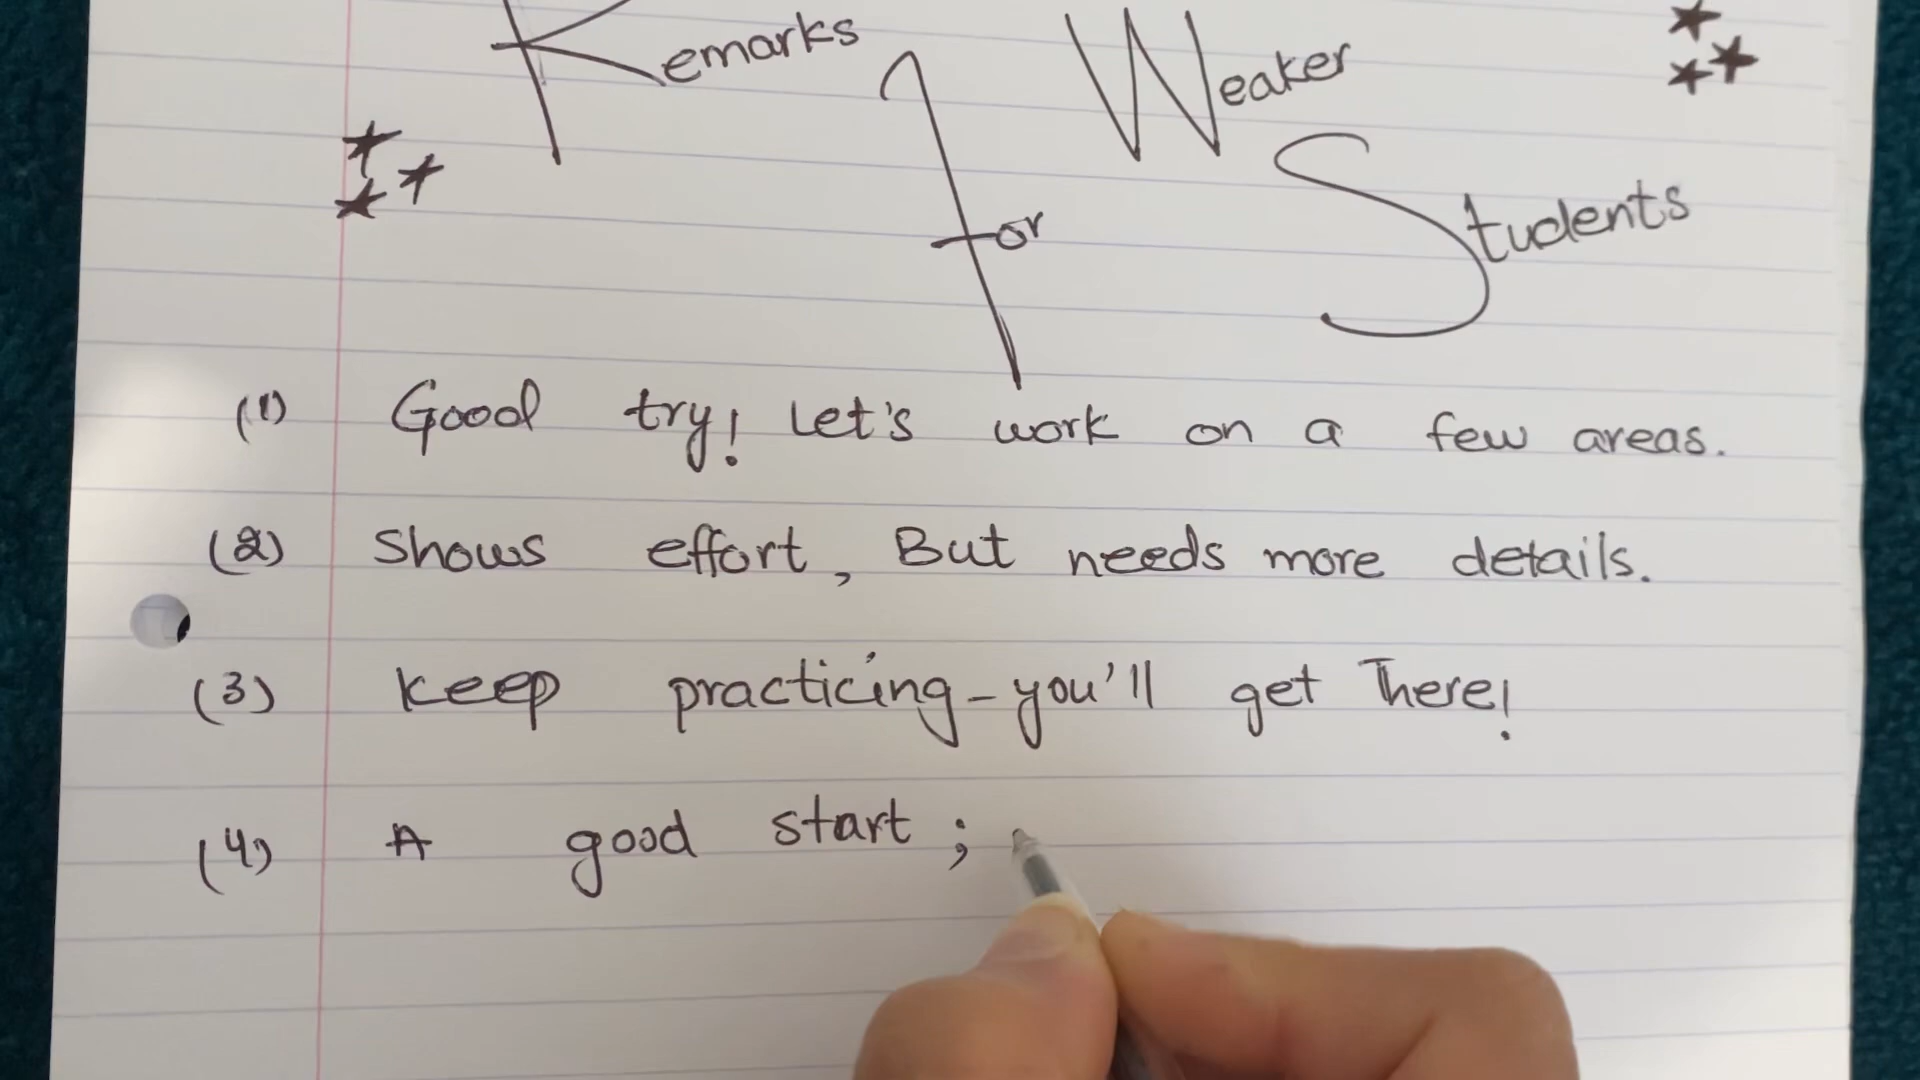 Remarks for Weaker Students
(1) Good try! Let's work on a few areas.
(2) Shows effort, But needs more details.
(3) Keep practicing-you'll get There!
(4) A good start ;